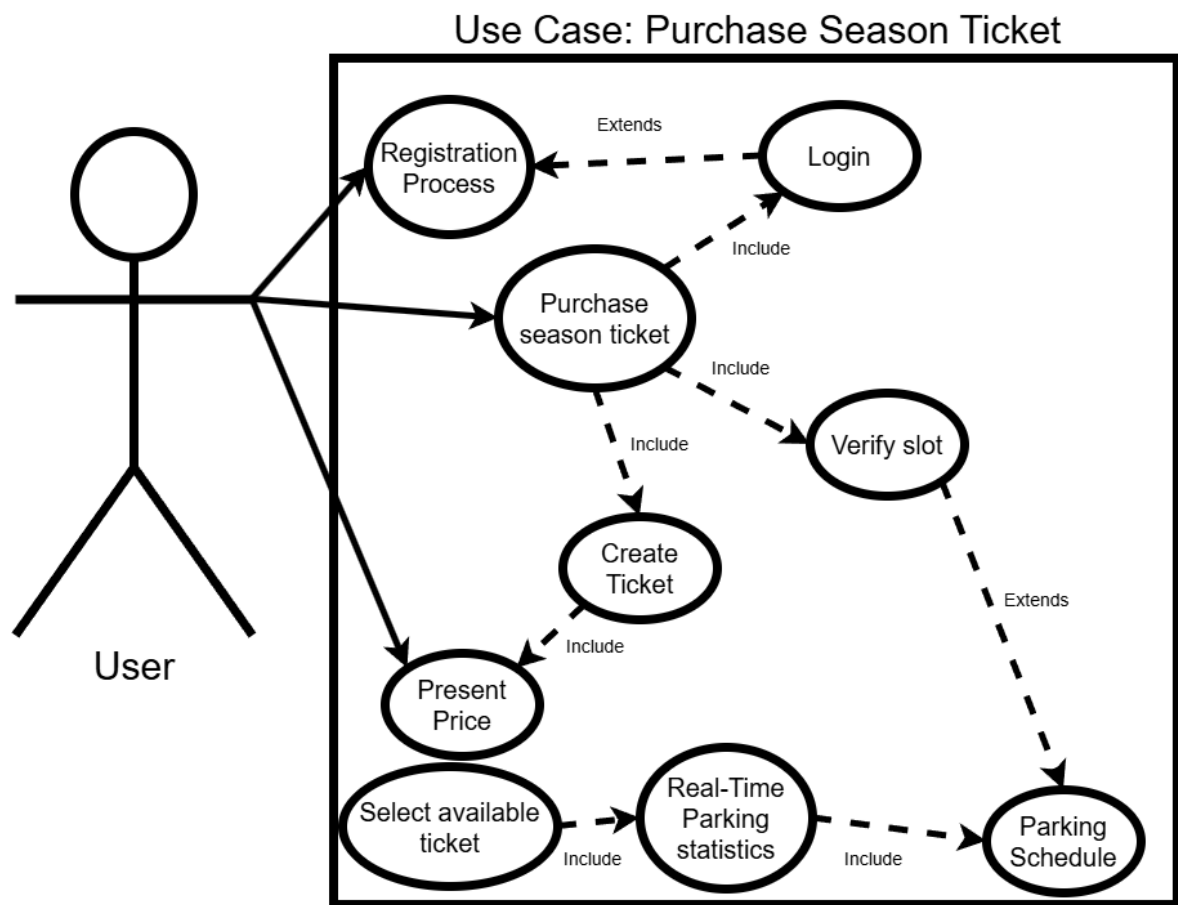 Use Case: Purchase Season Ticket
Registration
Process
Extends
Login
Include
Purchase
season ticket
Include
Verify slot
Include
Create
Ticket
Extends
Include
User
Present
Price
Select available
ticket
Include
Real-Time
Parking
statistics
Include
Parking
Schedule